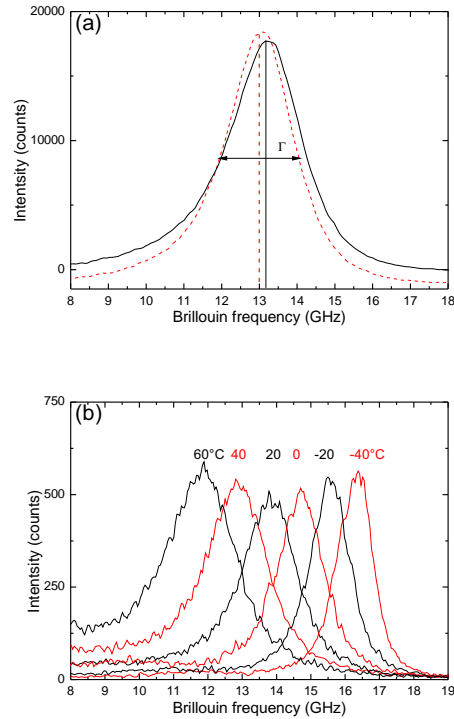 (a)
20000
10000
0
Intentsity (counts)
Γ
8 9 10 11 12 13 14 15 16 17 18
Brillouin frequency (GHz)
(b)
750
500
250
0
Intentsity (counts)
60°C 40 20 0 -20 -40°C
8 9 10 11 12 13 14 15 16 17 18 19
Brillouin frequency (GHz)